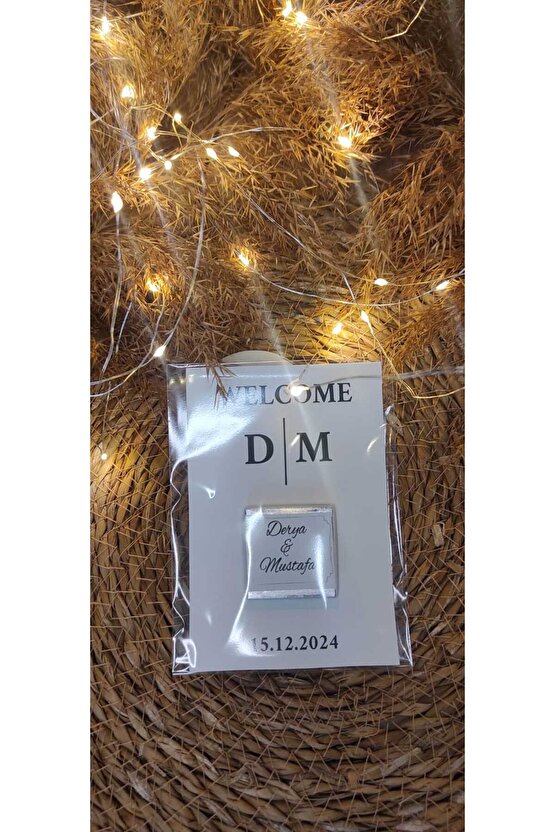 WELCOME
D|M
Derya
&
Mustafa
15.12.2024